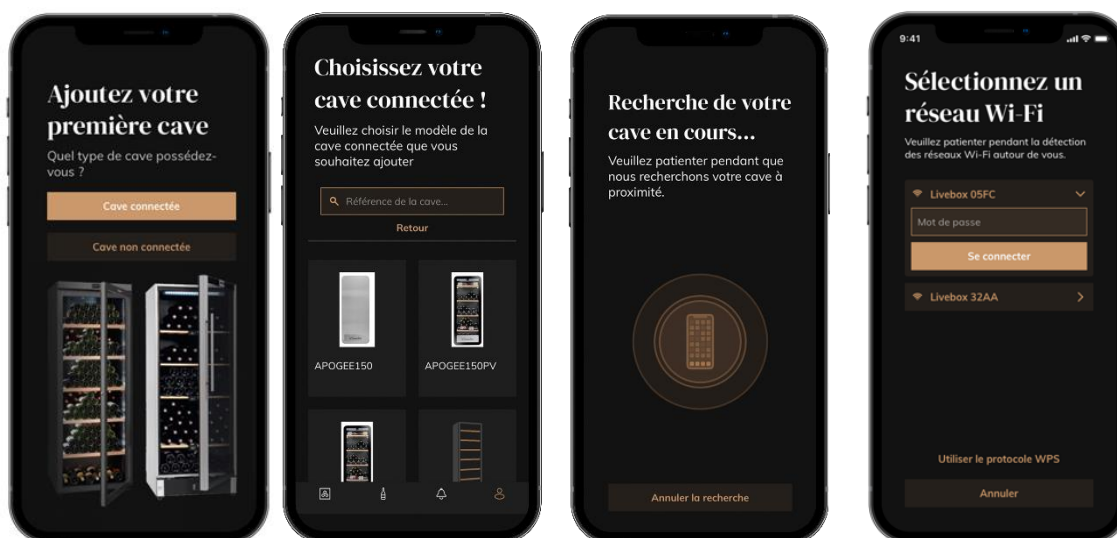 Ajoutez votre
première cave
Quel type de cave possédez-
vous ?
Cave connectée
Cave non connectée
Choisissez votre
cave connectée !
Veuillez choisir le modèle de la
cave connectée que vous
souhaitez ajouter
Référence de la cave...
Retour
APOGEE150
APOGEE150PV
Recherche de votre
cave en cours...
Veuillez patienter pendant que
nous recherchons votre cave à
proximité.
Annuler la recherche
9:41
Sélectionnez un
réseau Wi-Fi
Veuillez patienter pendant la détection
des réseaux Wi-Fi autour de vous.
Livebox 05FC
Mot de passe
Se connecter
Livebox 32AA
Utiliser le protocole WPS
Annuler